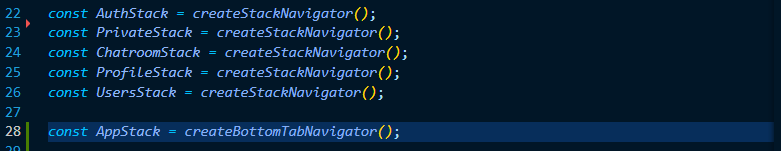 22 const AuthStack = createStackNavigator();
23 const PrivateStack = createStackNavigator();
24 const ChatroomStack = createStackNavigator();
25 const ProfileStack = createStackNavigator();
26 const UsersStack = createStackNavigator();
27
28 const AppStack = createBottomTabNavigator();
29